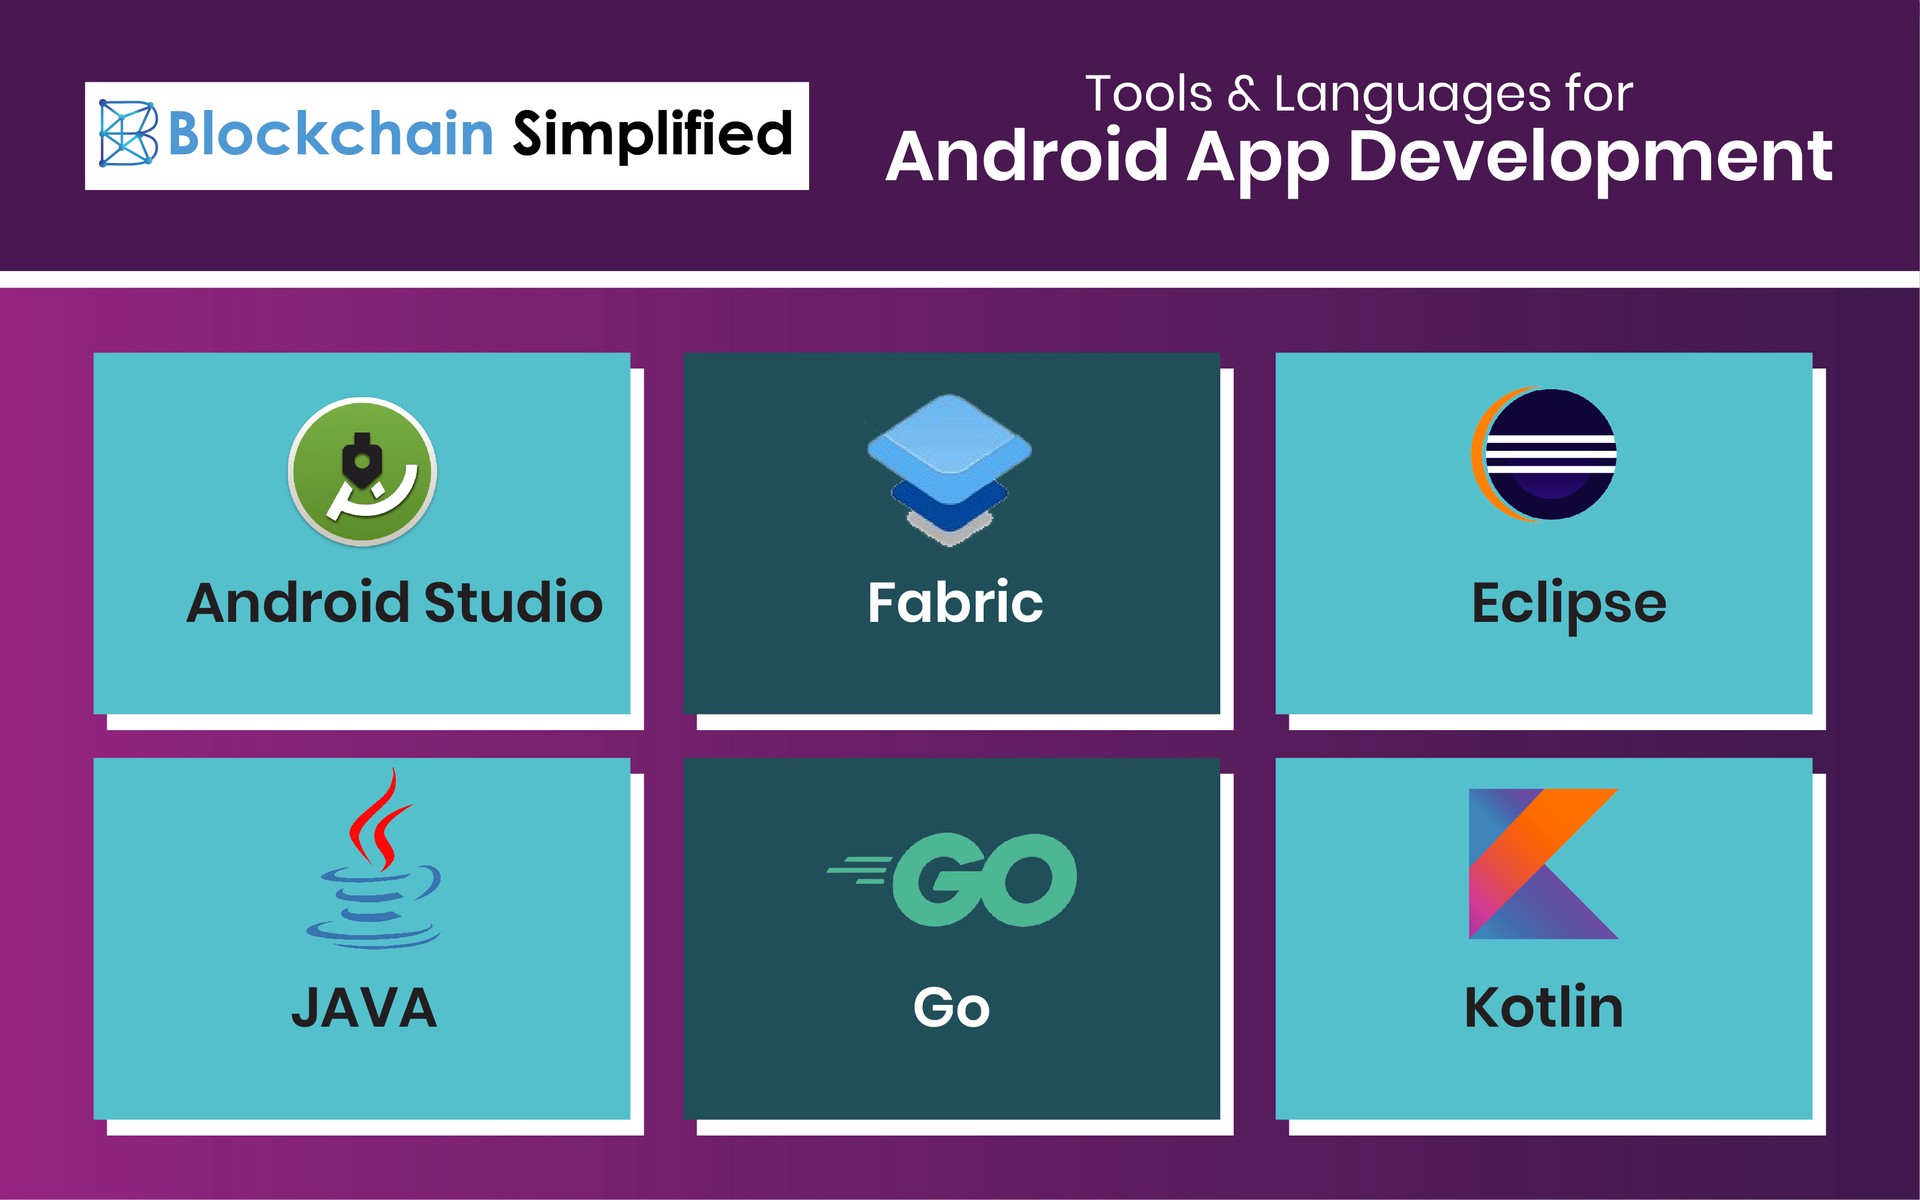 Blockchain Simplified
Tools & Languages for
Android App Development
Android Studio
Fabric
Eclipse
JAVA
GO
Go
Kotlin